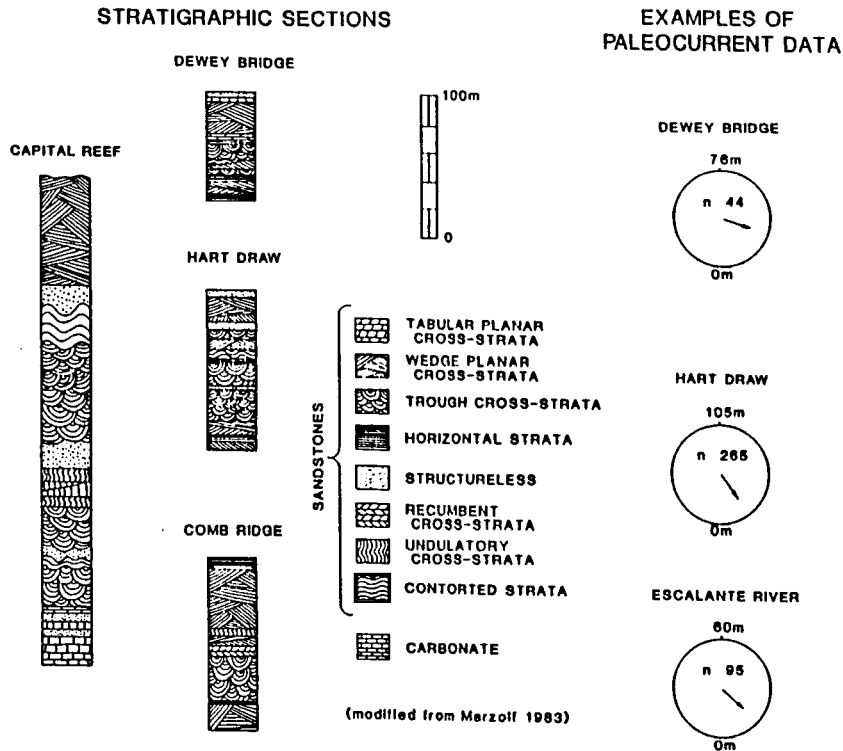 STRATIGRAPHIC SECTIONS
DEWEY BRIDGE
CAPITAL REEF
HART DRAW
COMB RIDGE
100m
0
SANDSTONES
TABULAR PLANAR
CROSS-STRATA
WEDGE PLANAR
CROSS-STRATA
TROUGH CROSS-STRATA
HORIZONTAL STRATA
STRUCTURELESS
RECUMBENT
CROSS-STRATA
UNDULATORY
CROSS-STRATA
CONTORTED STRATA
CARBONATE
(modified from Marzolf 1983)
EXAMPLES OF
PALEOCURRENT DATA
DEWEY BRIDGE
76m
n 44
0m
HART DRAW
105m
n 265
0m
ESCALANTE RIVER
60m
n 95
0m